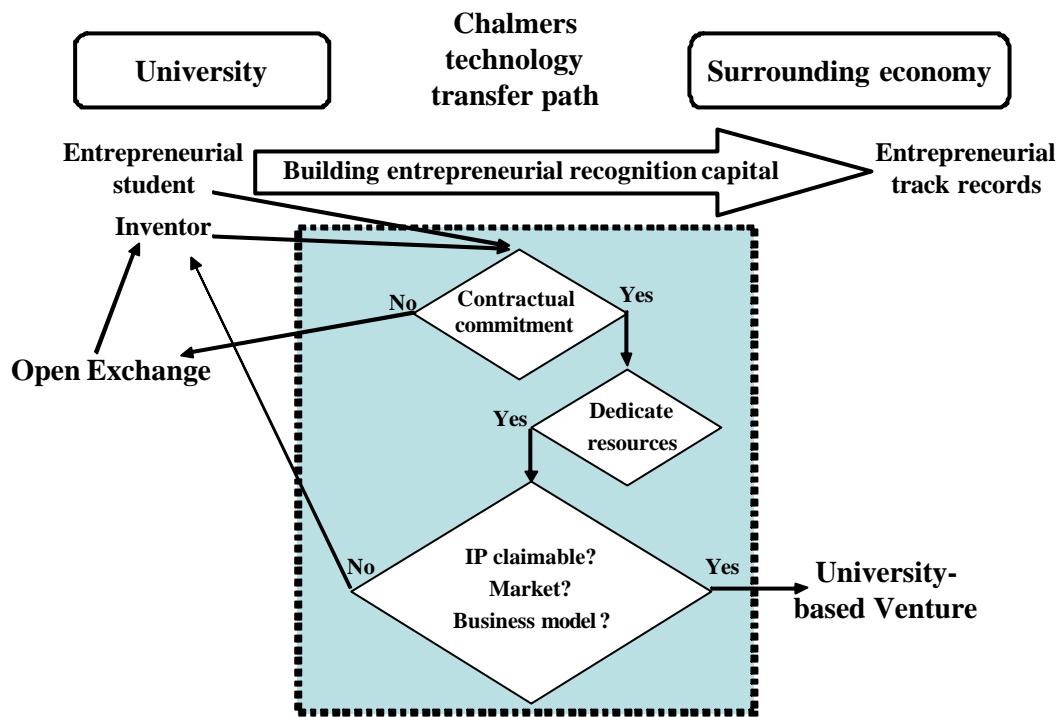 Chalmers
technology
transfer path
University
Surrounding economy
Entrepreneurial
student
Building entrepreneurial recognition capital
Entrepreneurial
track records
Inventor
No
Contractual
commitment
Yes
Open Exchange
Yes
Dedicate
resources
No
IP claimable?
Market?
Business model ?
Yes
University-
based Venture